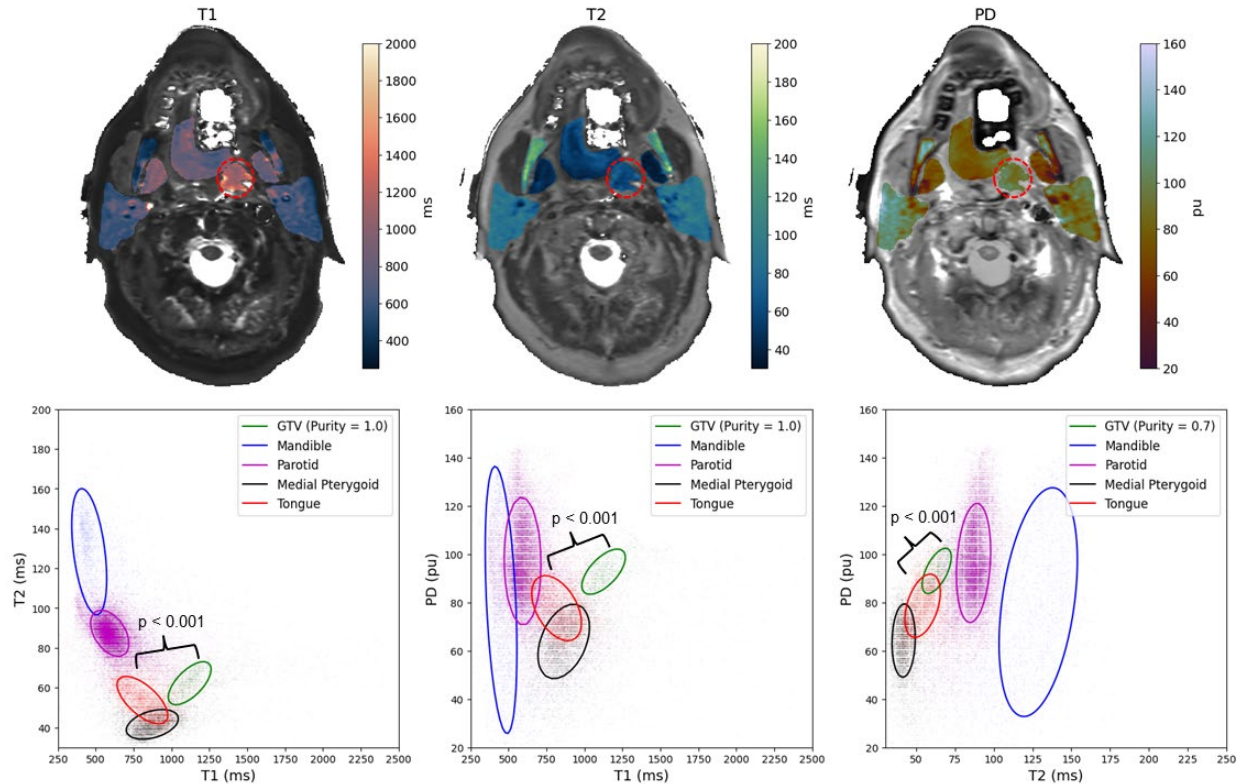 T1
2000
1800
1600
1400
1200
1000
800
600
400
ms
T2
200
180
160
140
120
100
80
60
40
ms
PD
160
140
120
100
80
60
40
20
pu
200
180
160
140
120
100
80
60
40
T2 (ms)
250 500 750 1000 1250 1500 1750 2000 2250 2500
T1 (ms)
GTV (Purity = 1.0)
Mandible
Parotid
Medial Pterygoid
Tongue
p < 0.001
160
140
120
100
80
60
40
20
PD (pu)
250 500 750 1000 1250 1500 1750 2000 2250 2500
T1 (ms)
GTV (Purity = 1.0)
Mandible
Parotid
Medial Pterygoid
Tongue
p < 0.001
160
140
120
100
80
60
40
20
PD (pu)
50 75 100 125 150 175 200
T2 (ms)
GTV (Purity = 0.7)
Mandible
Parotid
Medial Pterygoid
Tongue
p < 0.001